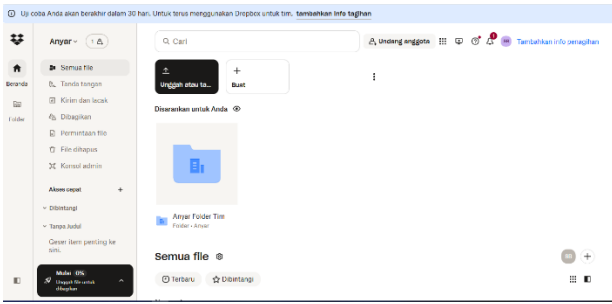 Uji coba Anda akan berakhir dalam 30 hari. Untuk terus menggunakan Dropbox untuk tim. tambahkan info tagihan
Anyar
Cari
Undang anggota
Tambahkan info penagihan
Beranda
Folder
Semua file
Tanda tangan
Kirim dan lacak
Dibagikan
Permintaan file
File dihapus
Konsol admin
Akses cepat
+
Dibintangi
Tanpa Judul
Geser item penting ke
sini.
Mulai 0%
Unggah file untuk
dibagikan
Unggah atau ta...
Buat
Disarankan untuk Anda
Anyar Folder Tim
Folder • Anyar
Semua file
Terbaru
Dibintangi